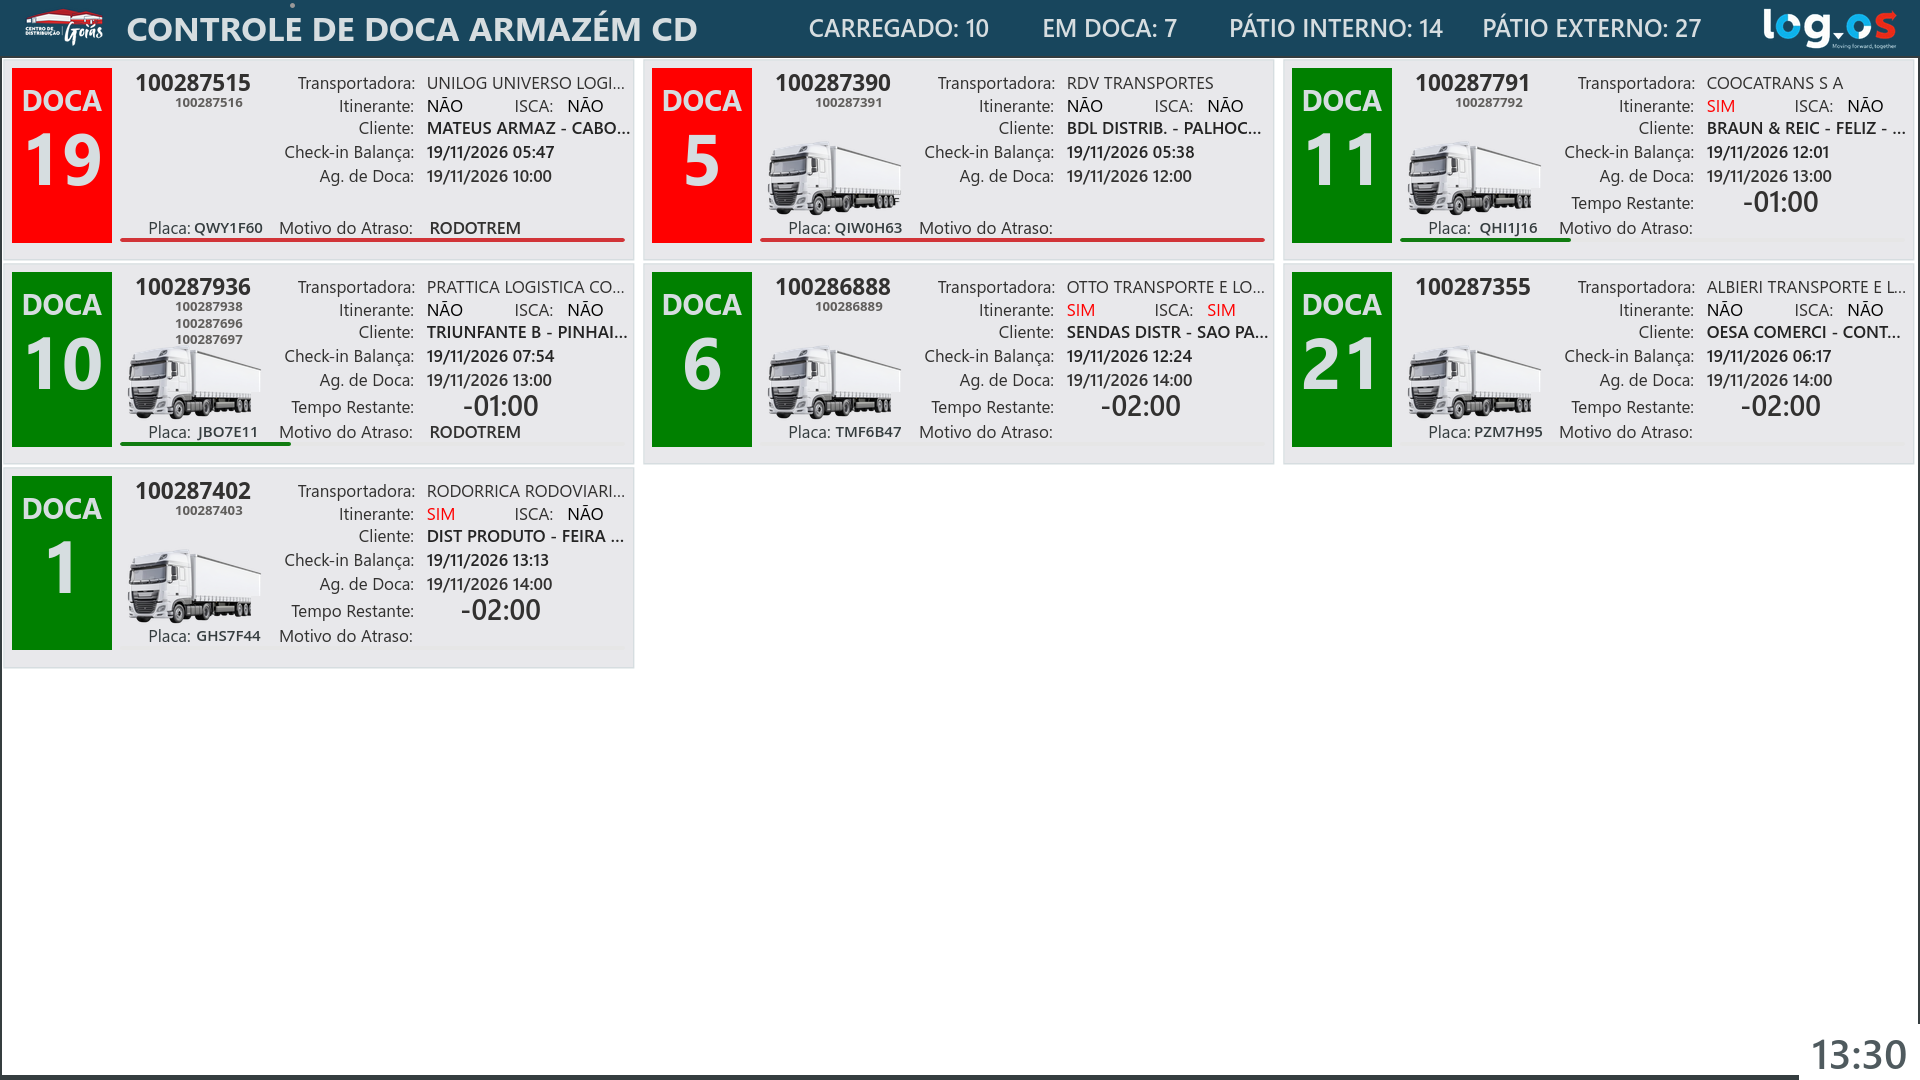 CENTRO DE DISTRIBUIÇÃO Goiás
CONTROLE DE DOCA ARMAZÉM CD
CARREGADO: 10
EM DOCA: 7
PÁTIO INTERNO: 14
PÁTIO EXTERNO: 27
log.os
Moving forward, together
DOCA
19
100287515
100287516
Transportadora: UNILOG UNIVERSO LOGI...
Itinerante: NÃO ISCA: NÃO
Cliente: MATEUS ARMAZ - CABO...
Check-in Balança: 19/11/2026 05:47
Ag. de Doca: 19/11/2026 10:00
Placa: QWY1F60 Motivo do Atraso: RODOTREM
DOCA
5
100287390
100287391
Transportadora: RDV TRANSPORTES
Itinerante: NÃO ISCA: NÃO
Cliente: BDL DISTRIB. - PALHOC...
Check-in Balança: 19/11/2026 05:38
Ag. de Doca: 19/11/2026 12:00
Placa: QIW0H63 Motivo do Atraso:
DOCA
11
100287791
100287792
Transportadora: COOCATRANS S A
Itinerante: SIM ISCA: NÃO
Cliente: BRAUN & REIC - FELIZ - ...
Check-in Balança: 19/11/2026 12:01
Ag. de Doca: 19/11/2026 13:00
Tempo Restante: -01:00
Placa: QHI1J16 Motivo do Atraso:
DOCA
10
100287936
100287938
100287696
100287697
Transportadora: PRATTICA LOGISTICA CO...
Itinerante: NÃO ISCA: NÃO
Cliente: TRIUNFANTE B - PINHAI...
Check-in Balança: 19/11/2026 07:54
Ag. de Doca: 19/11/2026 13:00
Tempo Restante: -01:00
Placa: JBO7E11 Motivo do Atraso: RODOTREM
DOCA
6
100286888
100286889
Transportadora: OTTO TRANSPORTE E LO...
Itinerante: SIM ISCA: SIM
Cliente: SENDAS DISTR - SAO PA...
Check-in Balança: 19/11/2026 12:24
Ag. de Doca: 19/11/2026 14:00
Tempo Restante: -02:00
Placa: TMF6B47 Motivo do Atraso:
DOCA
21
100287355
Transportadora: ALBIERI TRANSPORTE E L...
Itinerante: NÃO ISCA: NÃO
Cliente: OESA COMERCI - CONT...
Check-in Balança: 19/11/2026 06:17
Ag. de Doca: 19/11/2026 14:00
Tempo Restante: -02:00
Placa: PZM7H95 Motivo do Atraso:
DOCA
1
100287402
100287403
Transportadora: RODORRICA RODOVIARI...
Itinerante: SIM ISCA: NÃO
Cliente: DIST PRODUTO - FEIRA ...
Check-in Balança: 19/11/2026 13:13
Ag. de Doca: 19/11/2026 14:00
Tempo Restante: -02:00
Placa: GHS7F44 Motivo do Atraso:
13:30